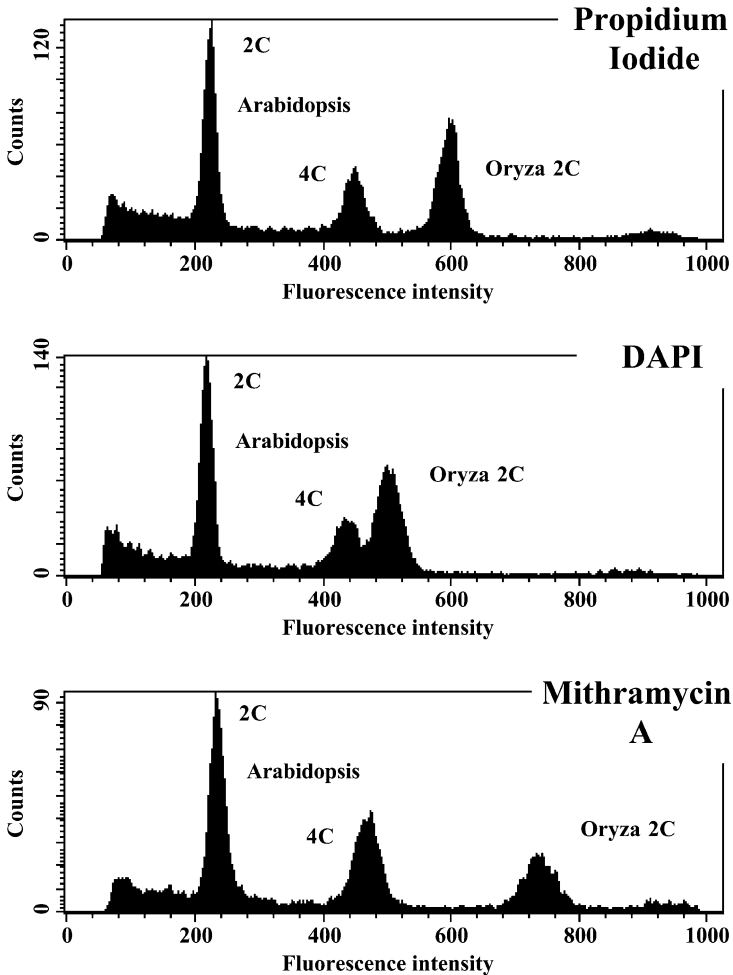 Propidium
Iodide
120
2C
Arabidopsis
4C
Oryza 2C
Counts
0
0 200 400 600 800 1000
Fluorescence intensity
DAPI
140
2C
Arabidopsis
4C
Oryza 2C
Counts
0
0 200 400 600 800 1000
Fluorescence intensity
Mithramycin
A
90
2C
Arabidopsis
4C
Oryza 2C
Counts
0
0 200 400 600 800 1000
Fluorescence intensity